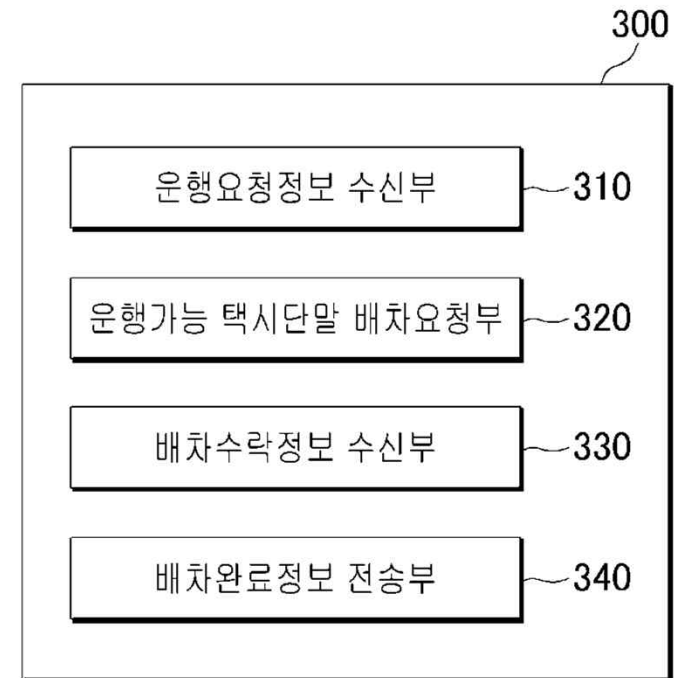 300
운행요청정보 수신부 310
운행가능 택시단말 배차요청부 320
배차수락정보 수신부 330
배차완료정보 전송부 340